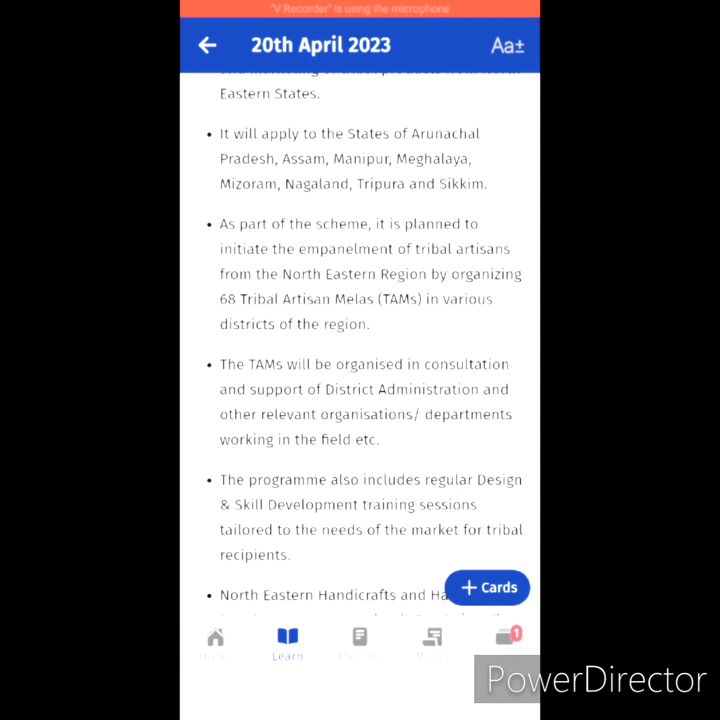 "V Recorder" is using the microphone
20th April 2023
Aa±
Eastern States.
• It will apply to the States of Arunachal
Pradesh, Assam, Manipur, Meghalaya,
Mizoram, Nagaland, Tripura and Sikkim.
• As part of the scheme, it is planned to
initiate the empanelment of tribal artisans
from the North Eastern Region by organizing
68 Tribal Artisan Melas (TAMs) in various
districts of the region.
• The TAMs will be organised in consultation
and support of District Administration and
other relevant organisations/ departments
working in the field etc.
• The programme also includes regular Design
& Skill Development training sessions
tailored to the needs of the market for tribal
recipients.
• North Eastern Handicrafts and
+ Cards
1
Home
Learn
PowerDirector